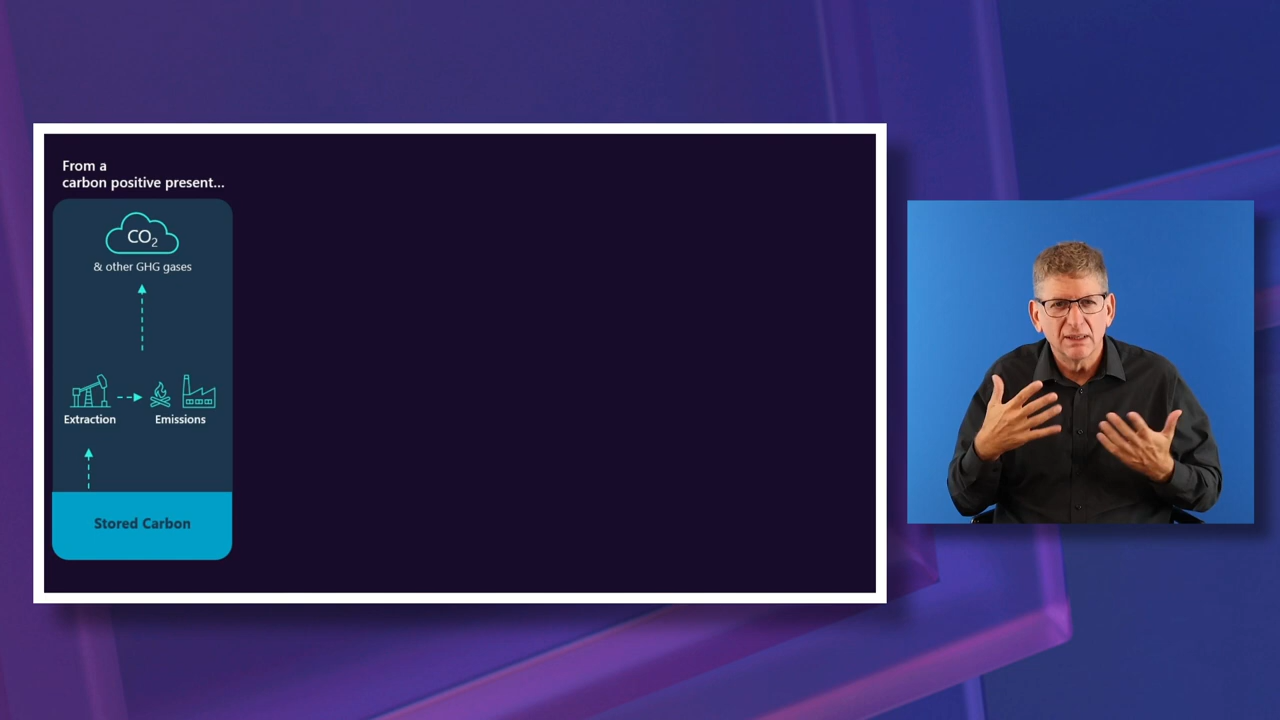 From a
carbon positive present...
CO₂
& other GHG gases
Extraction
Emissions
Stored Carbon